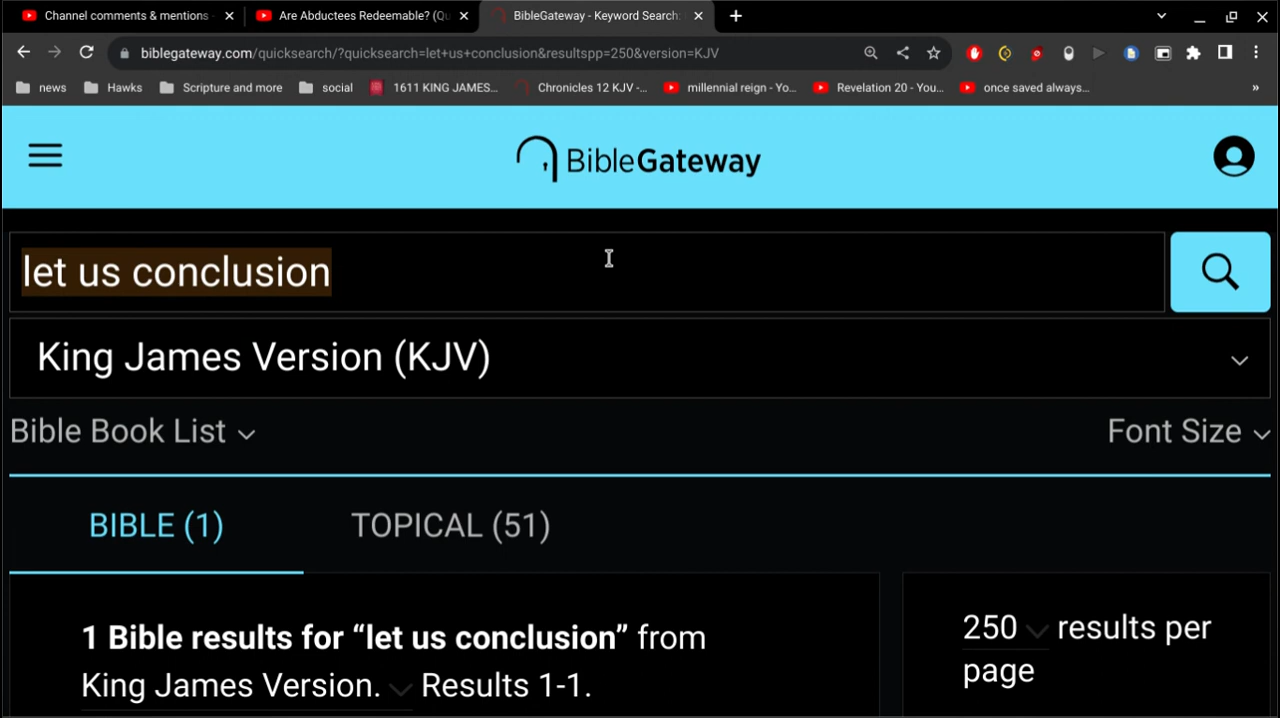 Channel comments & mentions
Are Abductees Redeemable? (Qu
BibleGateway - Keyword Search:
biblegateway.com/quicksearch/?quicksearch=let+us+conclusion&resultspp=250&version=KJV
news
Hawks
Scripture and more
social
1611 KING JAMES...
Chronicles 12 KJV -...
millennial reign - Yo...
Revelation 20 - You...
once saved always...
»
BibleGateway
let us conclusion
King James Version (KJV)
Bible Book List
Font Size
BIBLE (1)
TOPICAL (51)
1 Bible results for “let us conclusion” from
King James Version. Results 1-1.
250 results per
page